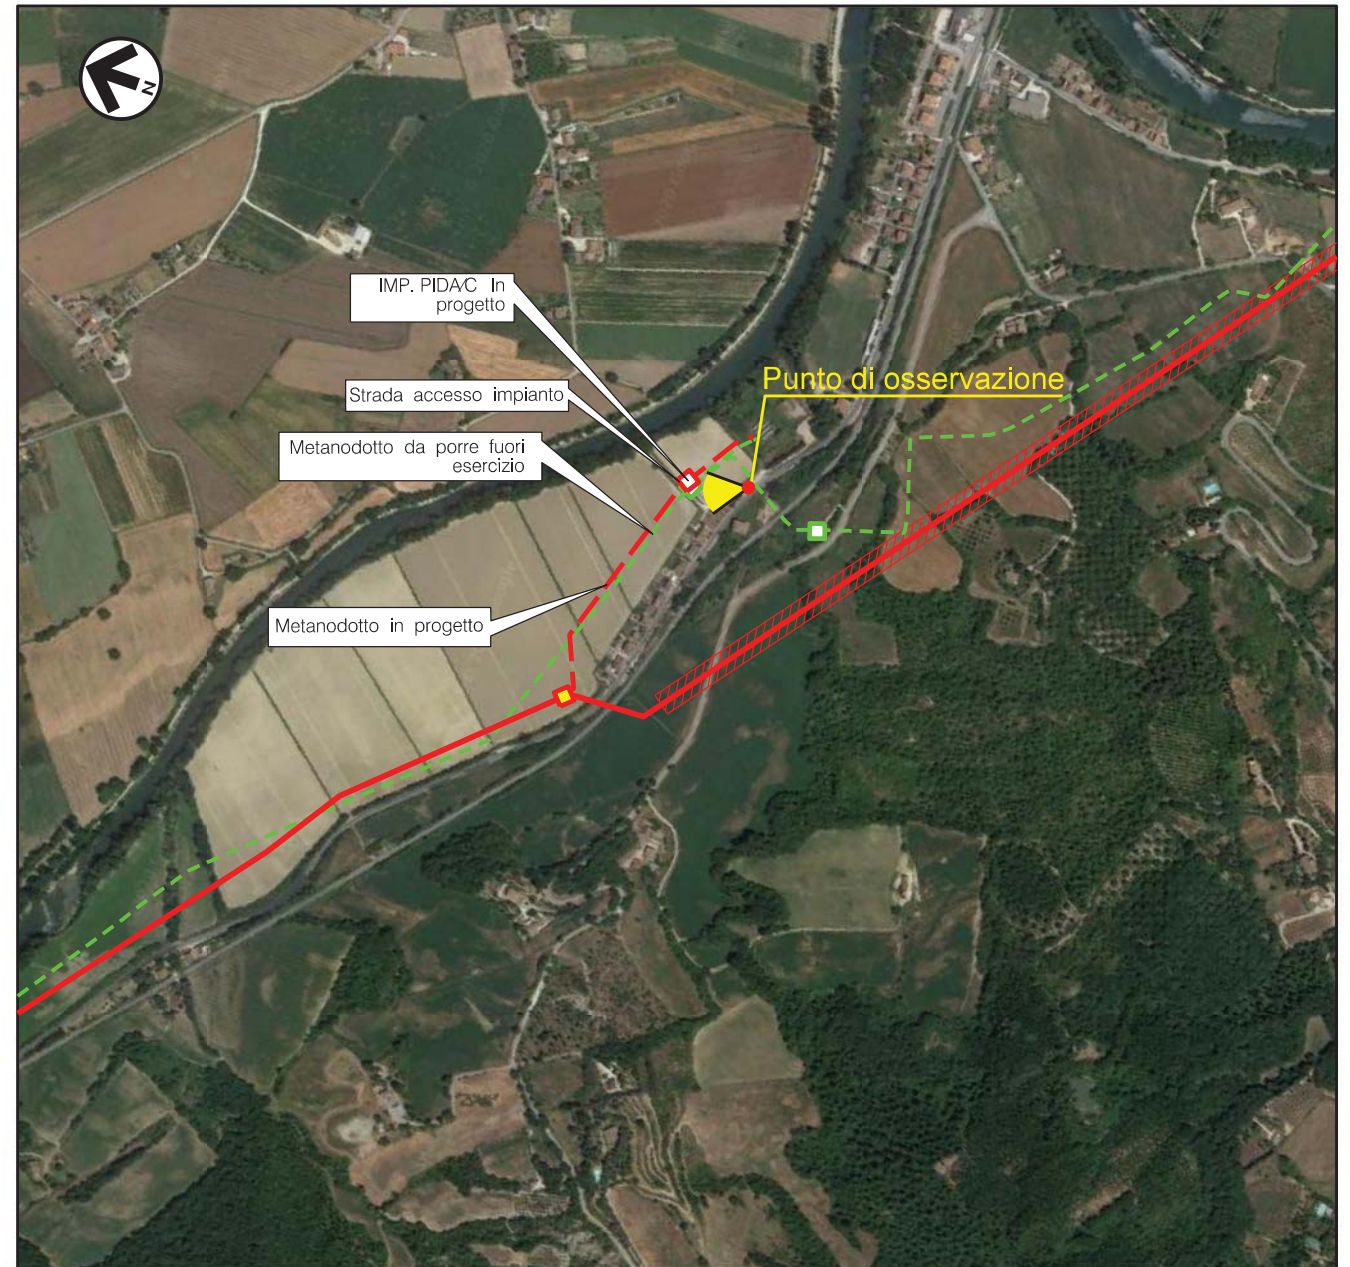 N
IMP. PIDA/C In
progetto
Strada accesso impianto
Punto di osservazione
Metanodotto da porre fuori
esercizio
Metanodotto in progetto